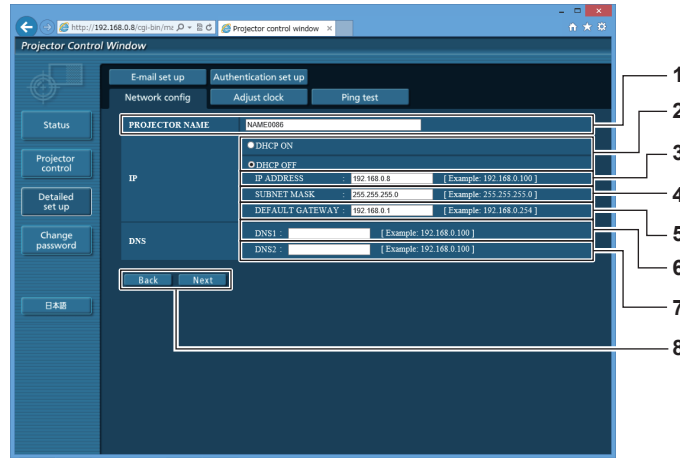 http://192.168.0.8/cgi-bin/ma
Projector control window
Projector Control Window
E-mail set up
Authentication set up
Network config
Adjust clock
Ping test
Status
Projector control
Detailed set up
Change password
日本語
PROJECTOR NAME NAME0086
IP
DHCP ON
DHCP OFF
IP ADDRESS : 192.168.0.8 [ Example: 192.168.0.100 ]
SUBNET MASK : 255.255.255.0 [ Example: 255.255.255.0 ]
DEFAULT GATEWAY : 192.168.0.1 [ Example: 192.168.0.254 ]
DNS
DNS1 : [ Example: 192.168.0.100 ]
DNS2 : [ Example: 192.168.0.100 ]
Back Next
1
2
3
4
5
6
7
8